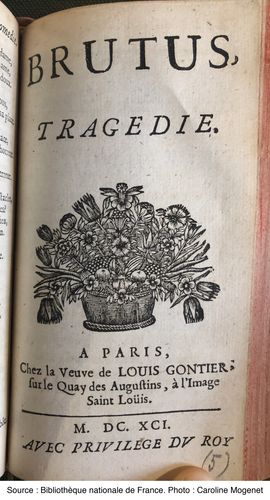 BRUTUS,
TRAGEDIE.
A PARIS,
Chez la Veuve de LOUIS GONTIER,
sur le Quay des Augustins, à l'Image
Saint Loüis.
M. DC. XCI.
AVEC PRIVILEGE DV ROY
(5)
Source : Bibliothèque nationale de France. Photo : Caroline Mogenet